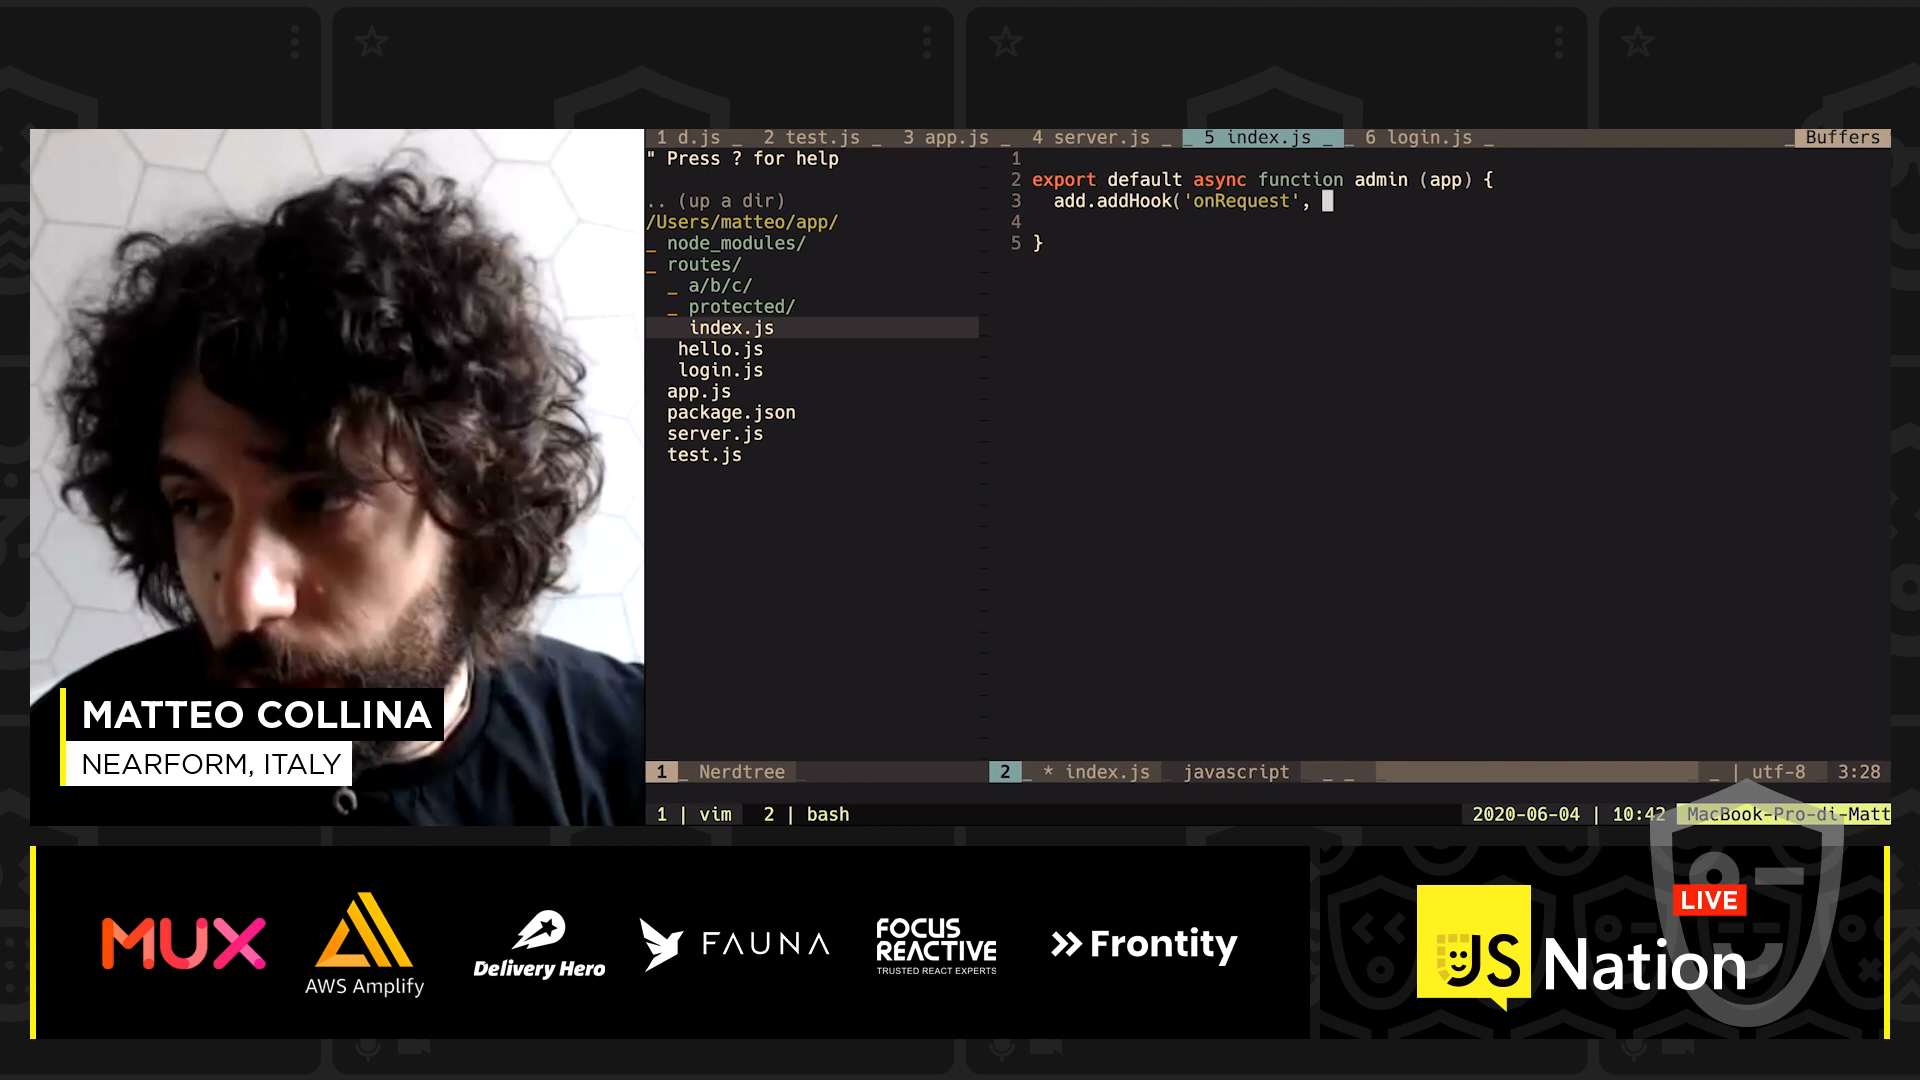 1 d.js _ 2 test.js _ 3 app.js _ 4 server.js _ _ 5 index.js _ _ 6 login.js _ _ Buffers
" Press ? for help
.. (up a dir)
/Users/matteo/app/
_ node_modules/
_ routes/
_ a/b/c/
_ protected/
index.js
hello.js
login.js
app.js
package.json
server.js
test.js
1
2 export default async function admin (app) {
3 add.addHook('onRequest',
4
5 }
1 _ Nerdtree
2 _ * index.js javascript _ _ _ | utf-8 3:28
1 | vim 2 | bash 2020-06-04 | 10:42 MacBook-Pro-di-Matt
MATTEO COLLINA
NEARFORM, ITALY
MUX
AWS Amplify
Delivery Hero
FAUNA
FOCUS
REACTIVE
TRUSTED REACT EXPERTS
Frontity
LIVE
JS Nation